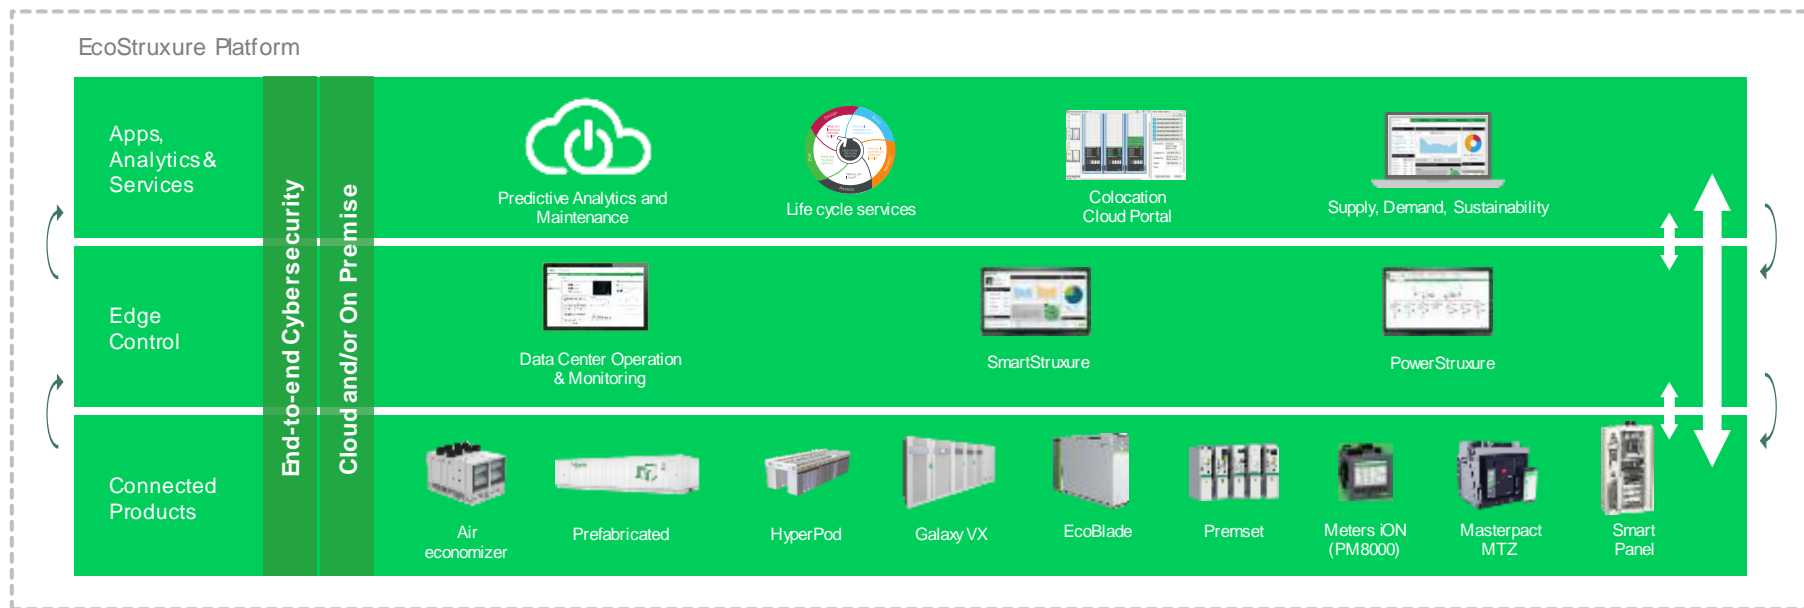 EcoStruxure Platform
Apps,
Analytics &
Services
End-to-end Cybersecurity
Cloud and/or On Premise
Predictive Analytics and
Maintenance
Life cycle services
Colocation
Cloud Portal
Supply, Demand, Sustainability
Edge
Control
Data Center Operation
& Monitoring
SmartStruxure
PowerStruxure
Connected
Products
Air
economizer
Prefabricated
HyperPod
Galaxy VX
EcoBlade
Premset
Meters iON
(PM8000)
Masterpact
MTZ
Smart
Panel